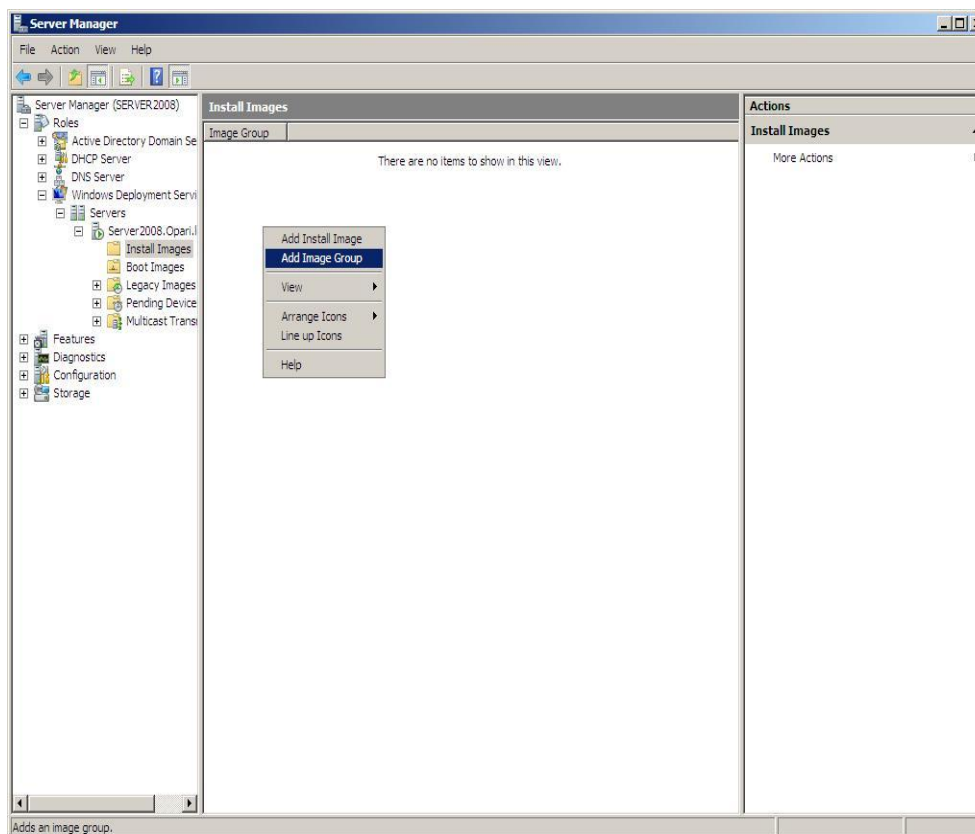 Server Manager
File Action View Help
Server Manager (SERVER2008)
Roles
Active Directory Domain Se
DHCP Server
DNS Server
Windows Deployment Servi
Servers
Server2008.Opari.l
Install Images
Boot Images
Legacy Images
Pending Device
Multicast Trans
Features
Diagnostics
Configuration
Storage
Install Images
Image Group
There are no items to show in this view.
Add Install Image
Add Image Group
View
Arrange Icons
Line up Icons
Help
Actions
Install Images
More Actions
Adds an image group.